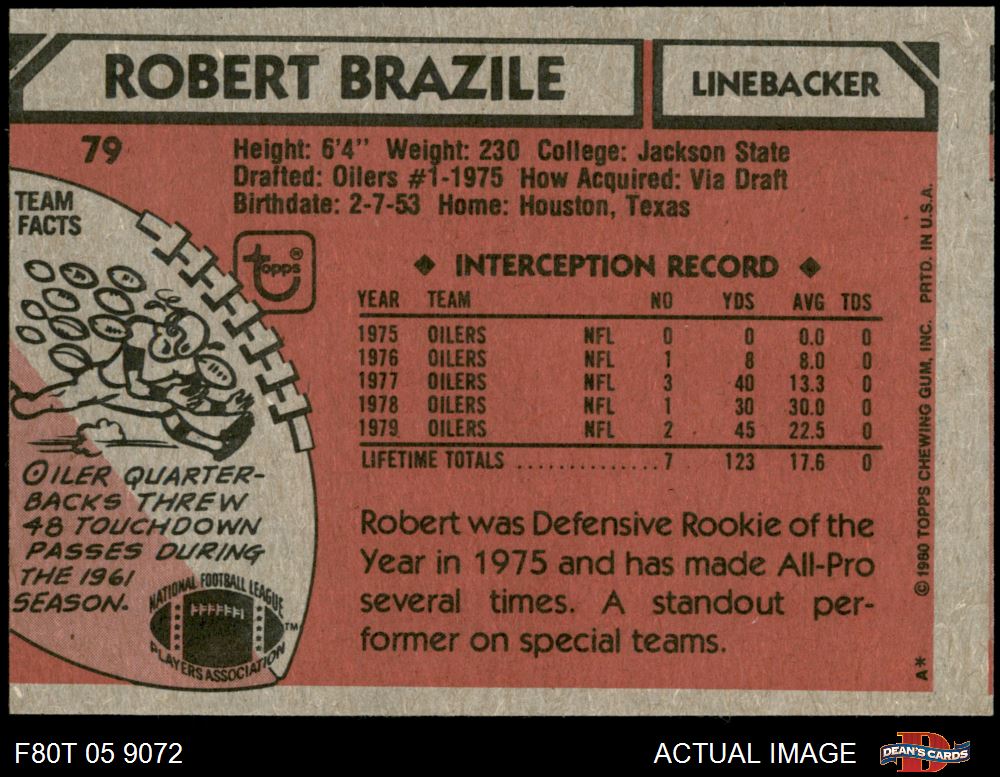 ROBERT BRAZILE
LINEBACKER
79
Height: 6'4" Weight: 230 College: Jackson State
Drafted: Oilers #1-1975 How Acquired: Via Draft
Birthdate: 2-7-53 Home: Houston, Texas
TEAM
FACTS
topps®
◆ INTERCEPTION RECORD ◆
YEAR TEAM NO YDS AVG TDS
1975 OILERS NFL 0 0 0.0 0
1976 OILERS NFL 1 8 8.0 0
1977 OILERS NFL 3 40 13.3 0
1978 OILERS NFL 1 30 30.0 0
1979 OILERS NFL 2 45 22.5 0
LIFETIME TOTALS ..............7 123 17.6 0
OILER QUARTER-
BACKS THREW
48 TOUCHDOWN
PASSES DURING
THE 1961
SEASON.
NATIONAL FOOTBALL LEAGUE
PLAYERS ASSOCIATION
TM
Robert was Defensive Rookie of the
Year in 1975 and has made All-Pro
several times. A standout per-
former on special teams.
A* © 1980 TOPPS CHEWING GUM, INC. PRTD. IN U.S.A.
F80T 05 9072
ACTUAL IMAGE
D
DEAN'S CARDS